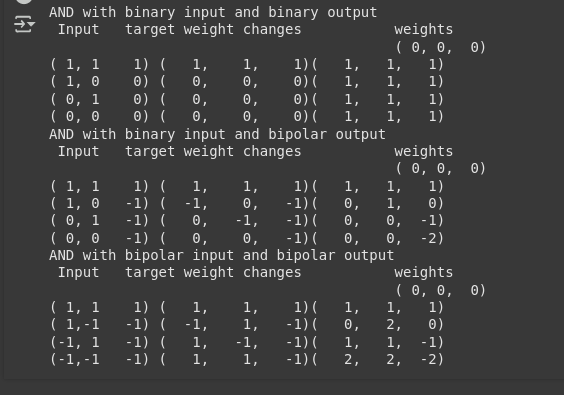 AND with binary input and binary output
Input target weight changes weights
( 0, 0, 0)
( 1, 1 1) ( 1, 1, 1)( 1, 1, 1)
( 1, 0 0) ( 0, 0, 0)( 1, 1, 1)
( 0, 1 0) ( 0, 0, 0)( 1, 1, 1)
( 0, 0 0) ( 0, 0, 0)( 1, 1, 1)
AND with binary input and bipolar output
Input target weight changes weights
( 0, 0, 0)
( 1, 1 1) ( 1, 1, 1)( 1, 1, 1)
( 1, 0 -1) ( -1, 0, -1)( 0, 1, 0)
( 0, 1 -1) ( 0, -1, -1)( 0, 0, -1)
( 0, 0 -1) ( 0, 0, -1)( 0, 0, -2)
AND with bipolar input and bipolar output
Input target weight changes weights
( 0, 0, 0)
( 1, 1 1) ( 1, 1, 1)( 1, 1, 1)
( 1,-1 -1) ( -1, 1, -1)( 0, 2, 0)
(-1, 1 -1) ( 1, -1, -1)( 1, 1, -1)
(-1,-1 -1) ( 1, 1, -1)( 2, 2, -2)